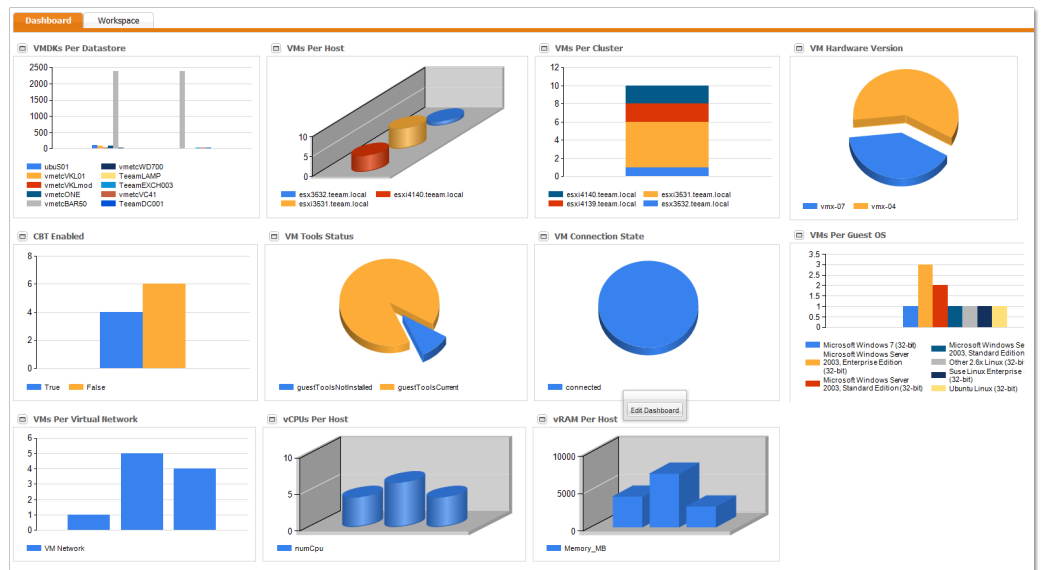 Dashboard Workspace
VMDKs Per Datastore
2500
2000
1500
1000
500
0
ubuS01 vmetcWD700
vmetcVKL01 TeeamLAMP
vmetcVKLmod TeeamEXCH003
vmetcONE vmetcVC41
vmetcBAR50 TeeamDC001
VMs Per Host
10
5
0
esx3532.teeam.local esxi4140.teeam.local
esxi3531.teeam.local
VMs Per Cluster
12
10
8
6
4
2
0
esxi4140.teeam.local esxi3531.teeam.local
esxi4139.teeam.local esx3532.teeam.local
VM Hardware Version
vmx-07 vmx-04
CBT Enabled
8
6
4
2
0
True False
VM Tools Status
guestToolsNotInstalled guestToolsCurrent
VM Connection State
connected
Edit Dashboard
VMs Per Guest OS
3.5
3
2.5
2
1.5
1
0.5
0
Microsoft Windows 7 (32-bit)
Microsoft Windows Server
2003, Enterprise Edition
(32-bit)
Microsoft Windows Server
2003, Standard Edition (32-bit)
Microsoft Windows Se
2003, Standard Edition
Other 2.6x Linux (32-bi
Suse Linux Enterprise
(32-bit)
Ubuntu Linux (32-bit)
VMs Per Virtual Network
6
5
4
3
2
1
0
VM Network
vCPUs Per Host
10
5
0
numCpu
vRAM Per Host
10000
5000
0
Memory_MB